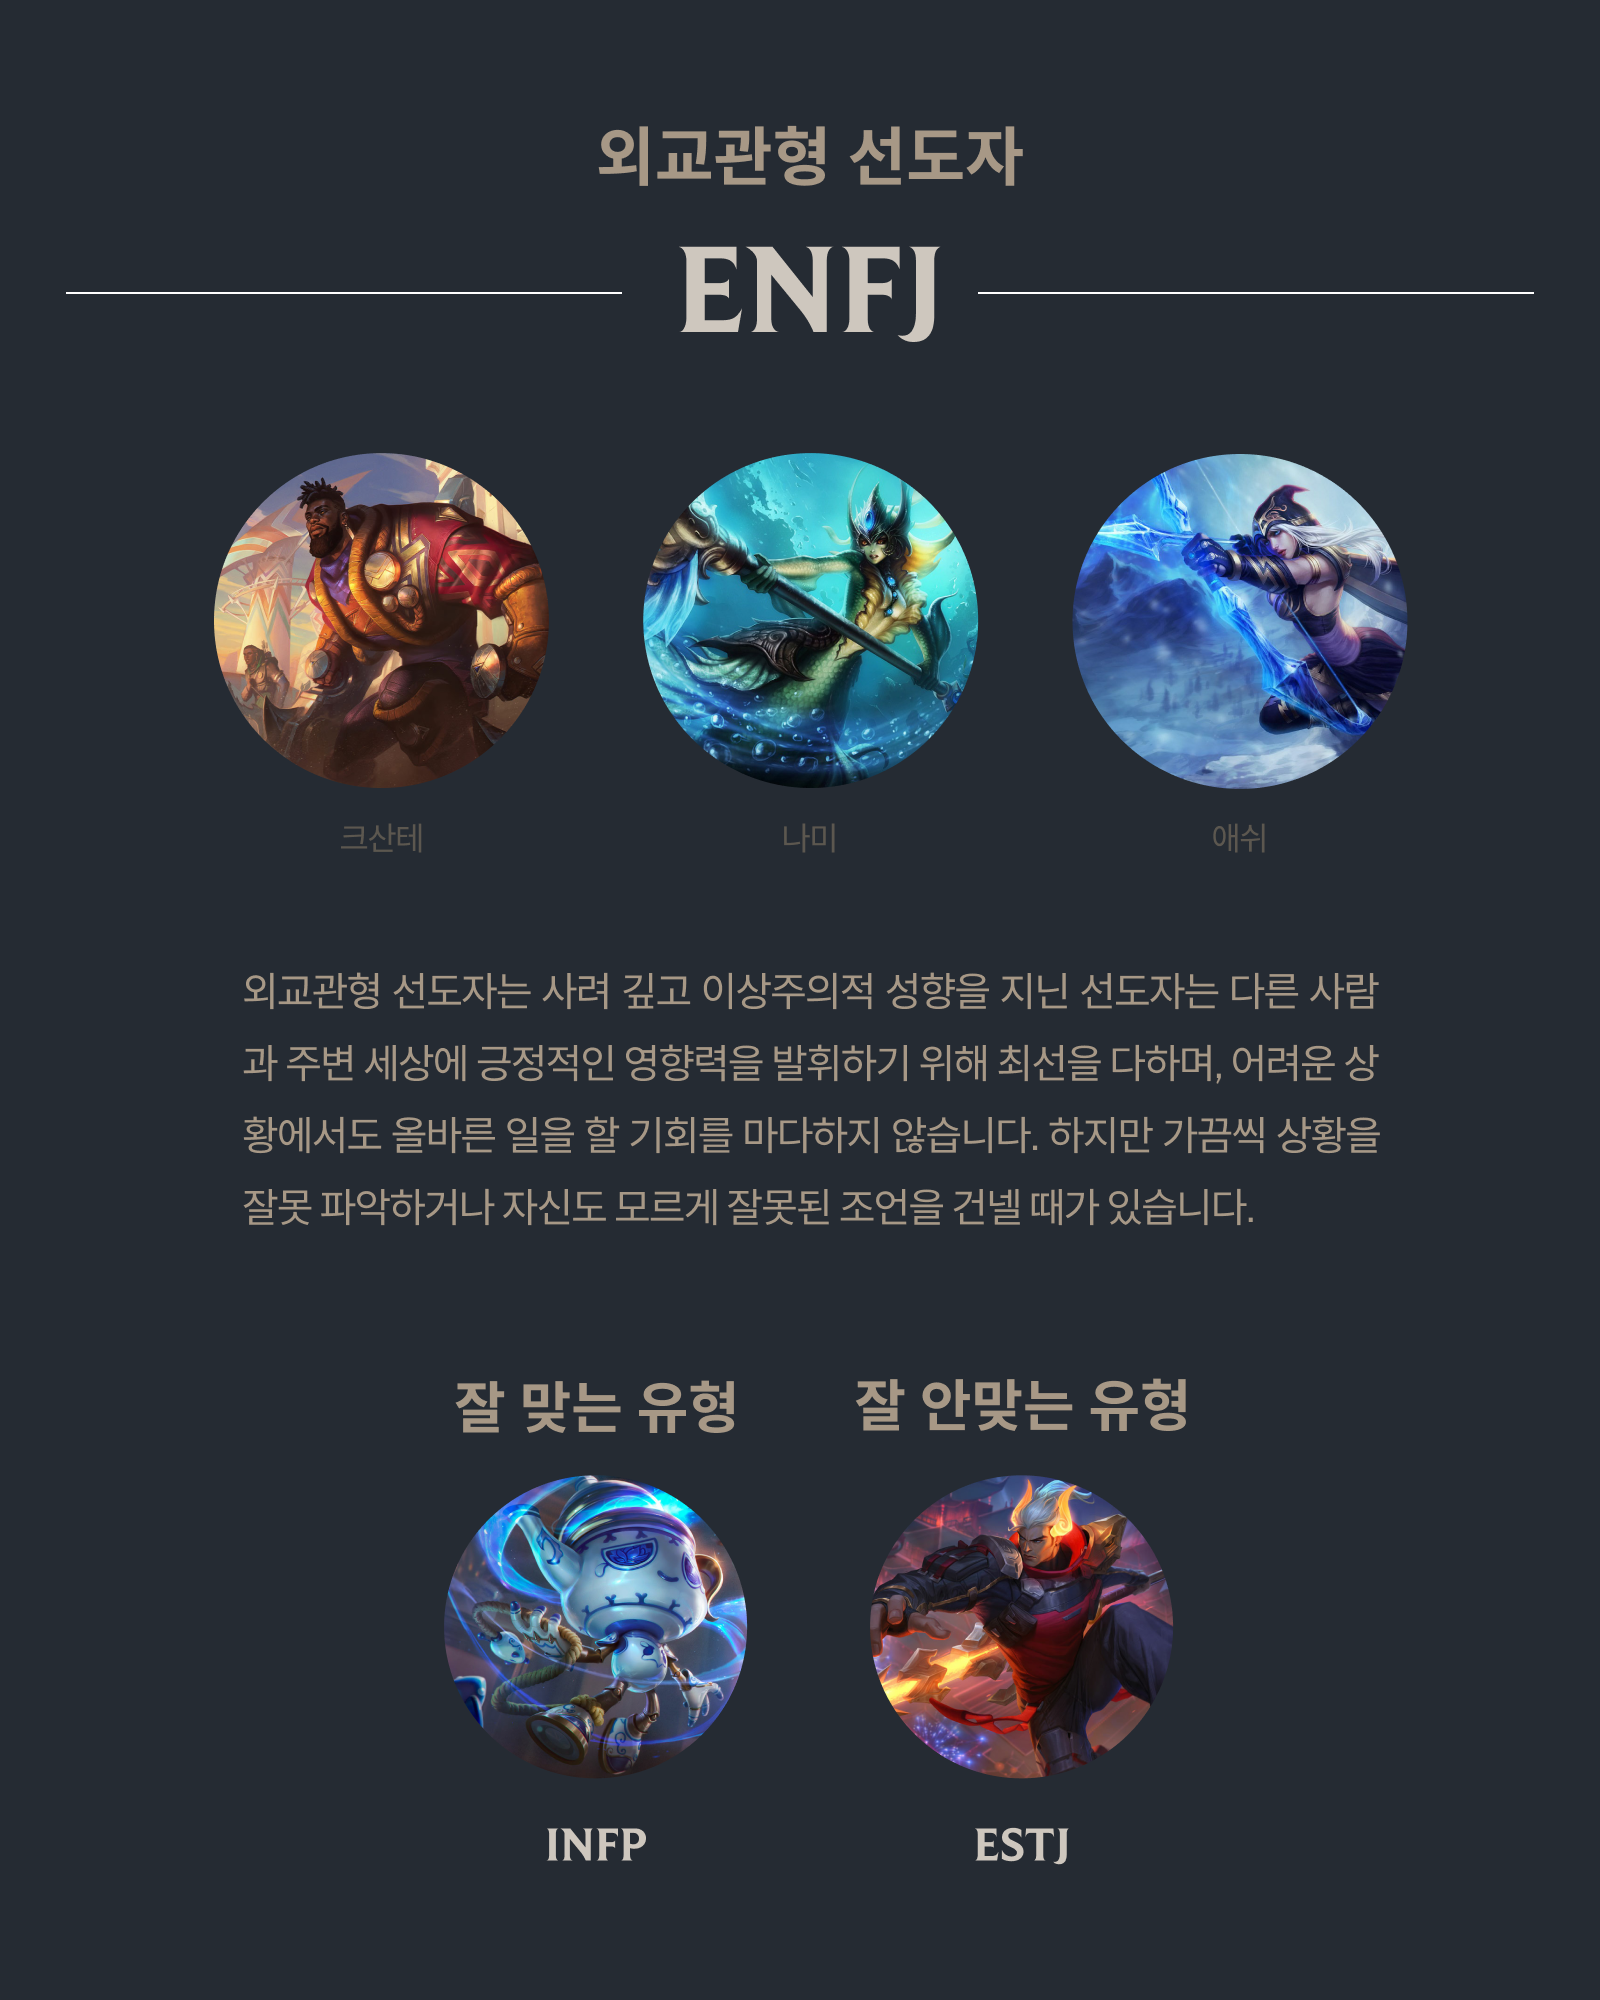 외교관형 선도자
ENFJ
크산테
나미
애쉬
외교관형 선도자는 사려 깊고 이상주의적 성향을 지닌 선도자는 다른 사람
과 주변 세상에 긍정적인 영향력을 발휘하기 위해 최선을 다하며, 어려운 상
황에서도 올바른 일을 할 기회를 마다하지 않습니다. 하지만 가끔씩 상황을
잘못 파악하거나 자신도 모르게 잘못된 조언을 건넬 때가 있습니다.
잘 맞는 유형
잘 안맞는 유형
INFP
ESTJ